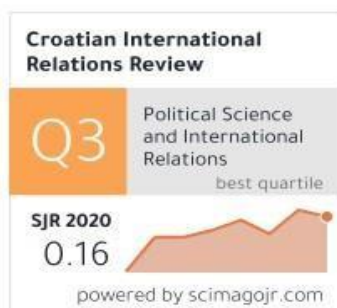 Croatian International
Relations Review
Q3
Political Science
and International
Relations
best quartile
SJR 2020
0.16
powered by scimagojr.com